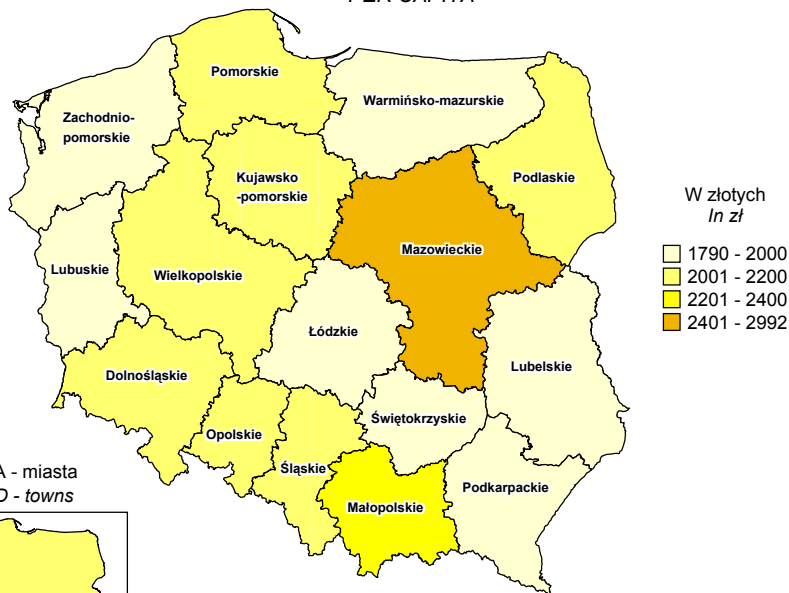 PER CAPITA
Pomorskie
Warmińsko-mazurskie
Zachodnio-
pomorskie
Kujawsko
-pomorskie
Podlaskie
W złotych
In zł
1790 - 2000
2001 - 2200
2201 - 2400
2401 - 2992
Mazowieckie
Lubuskie
Wielkopolskie
Łódzkie
Lubelskie
Dolnośląskie
Świętokrzyskie
Opolskie
Śląskie
Podkarpackie
Małopolskie
A - miasta
D - towns